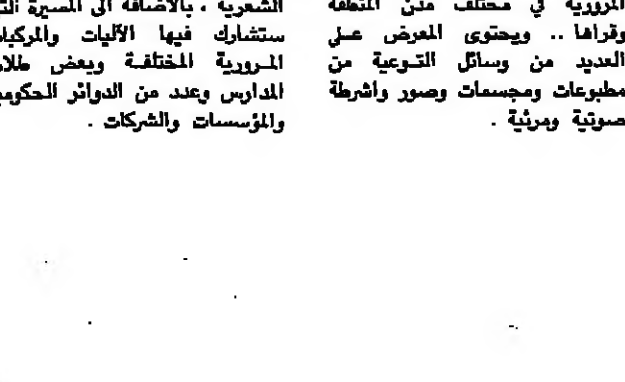 المرورية في مختلف مدن المنطقة
وقراها .. ويحتوى المعرض على
العديد من وسائل التوعية من
مطبوعات ومجسمات وصور واشرطة
صوتية ومرئية .
الشعرية ، بالاضافة الى المسيرة
ستشارك فيها الآليات
المرورية المختلفة وبعض
المدارس وعدد من الدوائر
والمؤسسات والشركات .